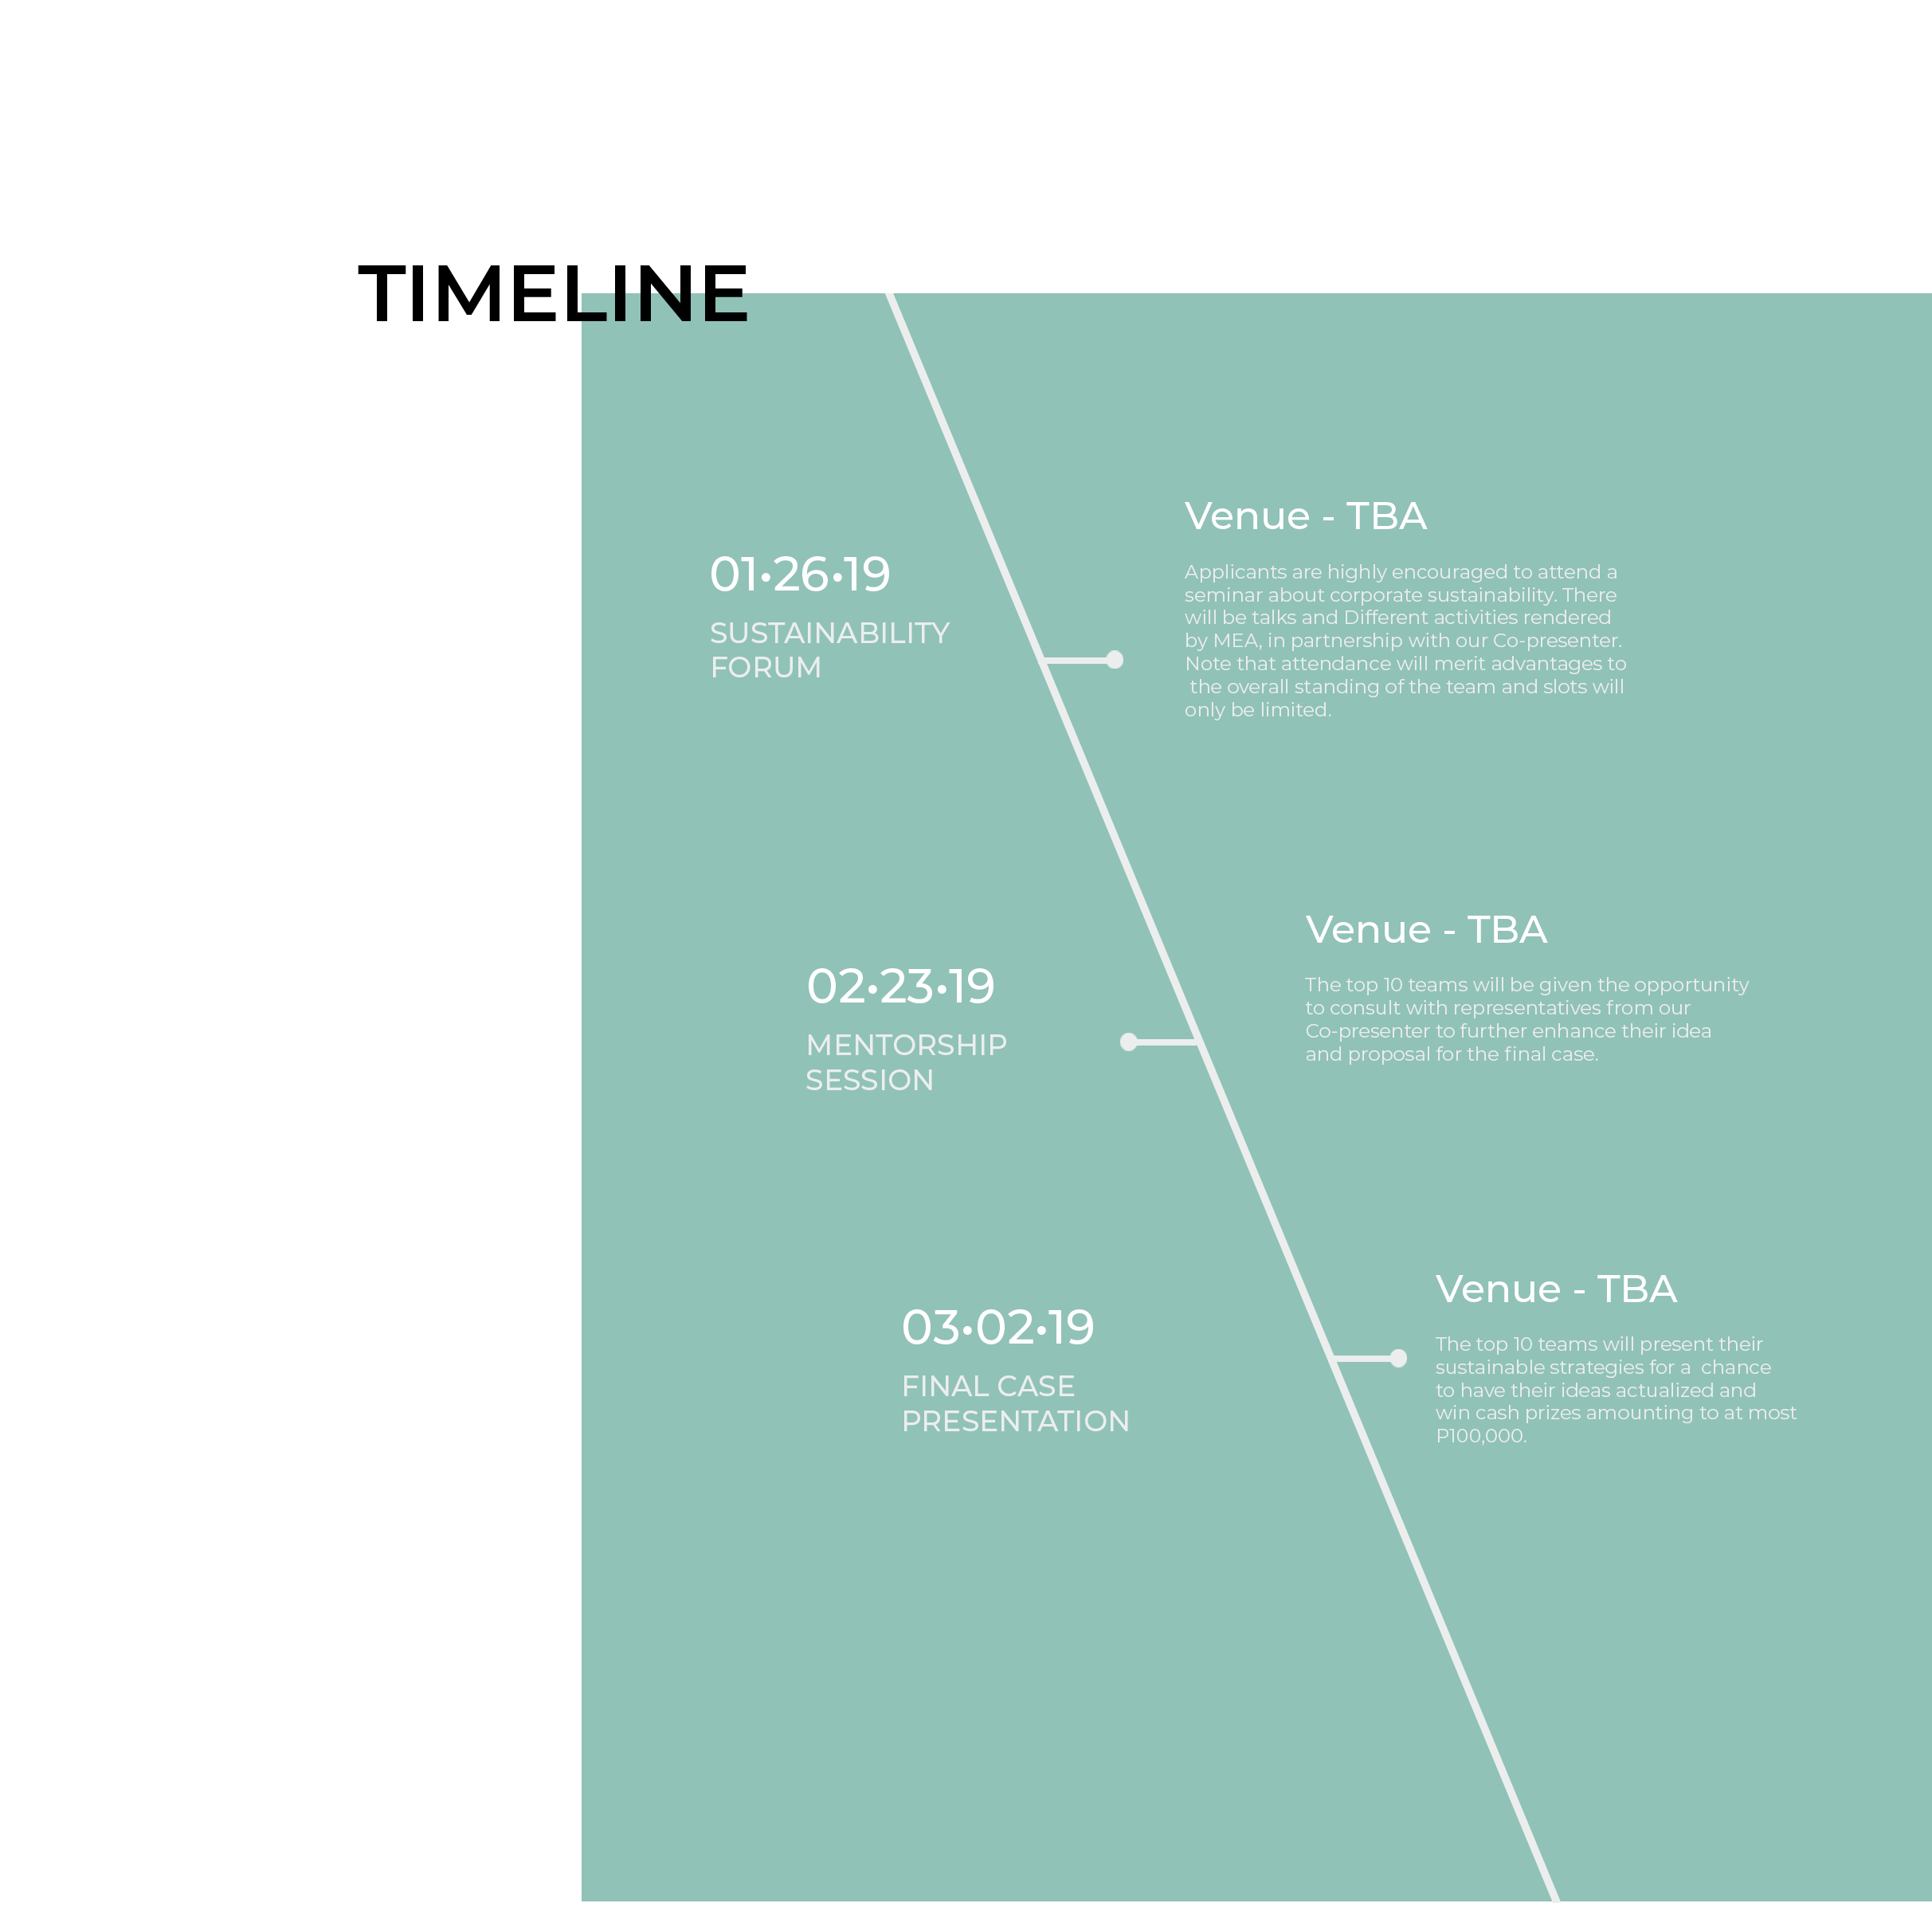 TIMELINE
01•26•19
SUSTAINABILITY
FORUM
Venue - TBA
Applicants are highly encouraged to attend a
seminar about corporate sustainability. There
will be talks and Different activities rendered
by MEA, in partnership with our Co-presenter.
Note that attendance will merit advantages to
the overall standing of the team and slots will
only be limited.
02•23•19
MENTORSHIP
SESSION
Venue - TBA
The top 10 teams will be given the opportunity
to consult with representatives from our
Co-presenter to further enhance their idea
and proposal for the final case.
03•02•19
FINAL CASE
PRESENTATION
Venue - TBA
The top 10 teams will present their
sustainable strategies for a  chance
to have their ideas actualized and
win cash prizes amounting to at most
P100,000.